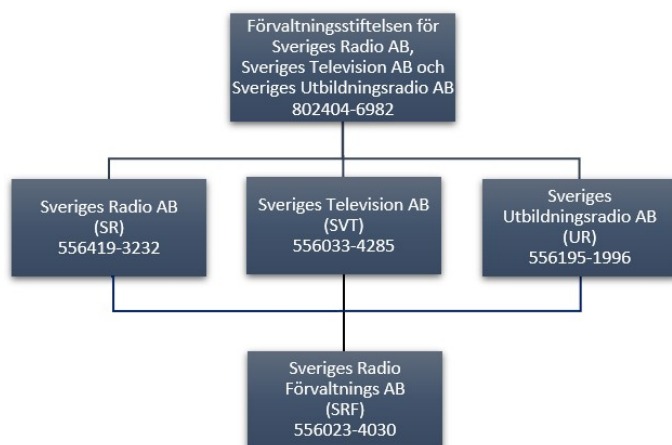 Förvaltningsstiftelsen för
Sveriges Radio AB,
Sveriges Television AB och
Sveriges Utbildningsradio AB
802404-6982
Sveriges Radio AB
(SR)
556419-3232
Sveriges Television AB
(SVT)
556033-4285
Sveriges
Utbildningsradio AB
(UR)
556195-1996
Sveriges Radio
Förvaltnings AB
(SRF)
556023-4030